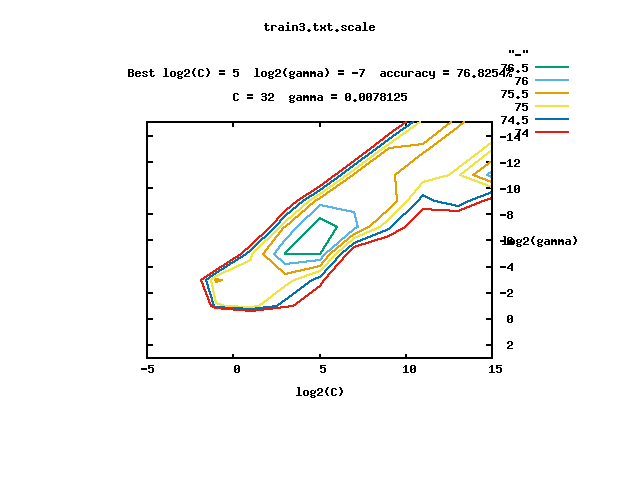 train3.txt.scale
"-"
Best log2(C) = 5  log2(gamma) = -7  accuracy = 76.8254%
76.5
76
C = 32  gamma = 0.0078125
75.5
75
74.5
74
-14
-12
-10
-8
-6
log2(gamma)
-4
-2
0
2
-5 0 5 10 15
log2(C)